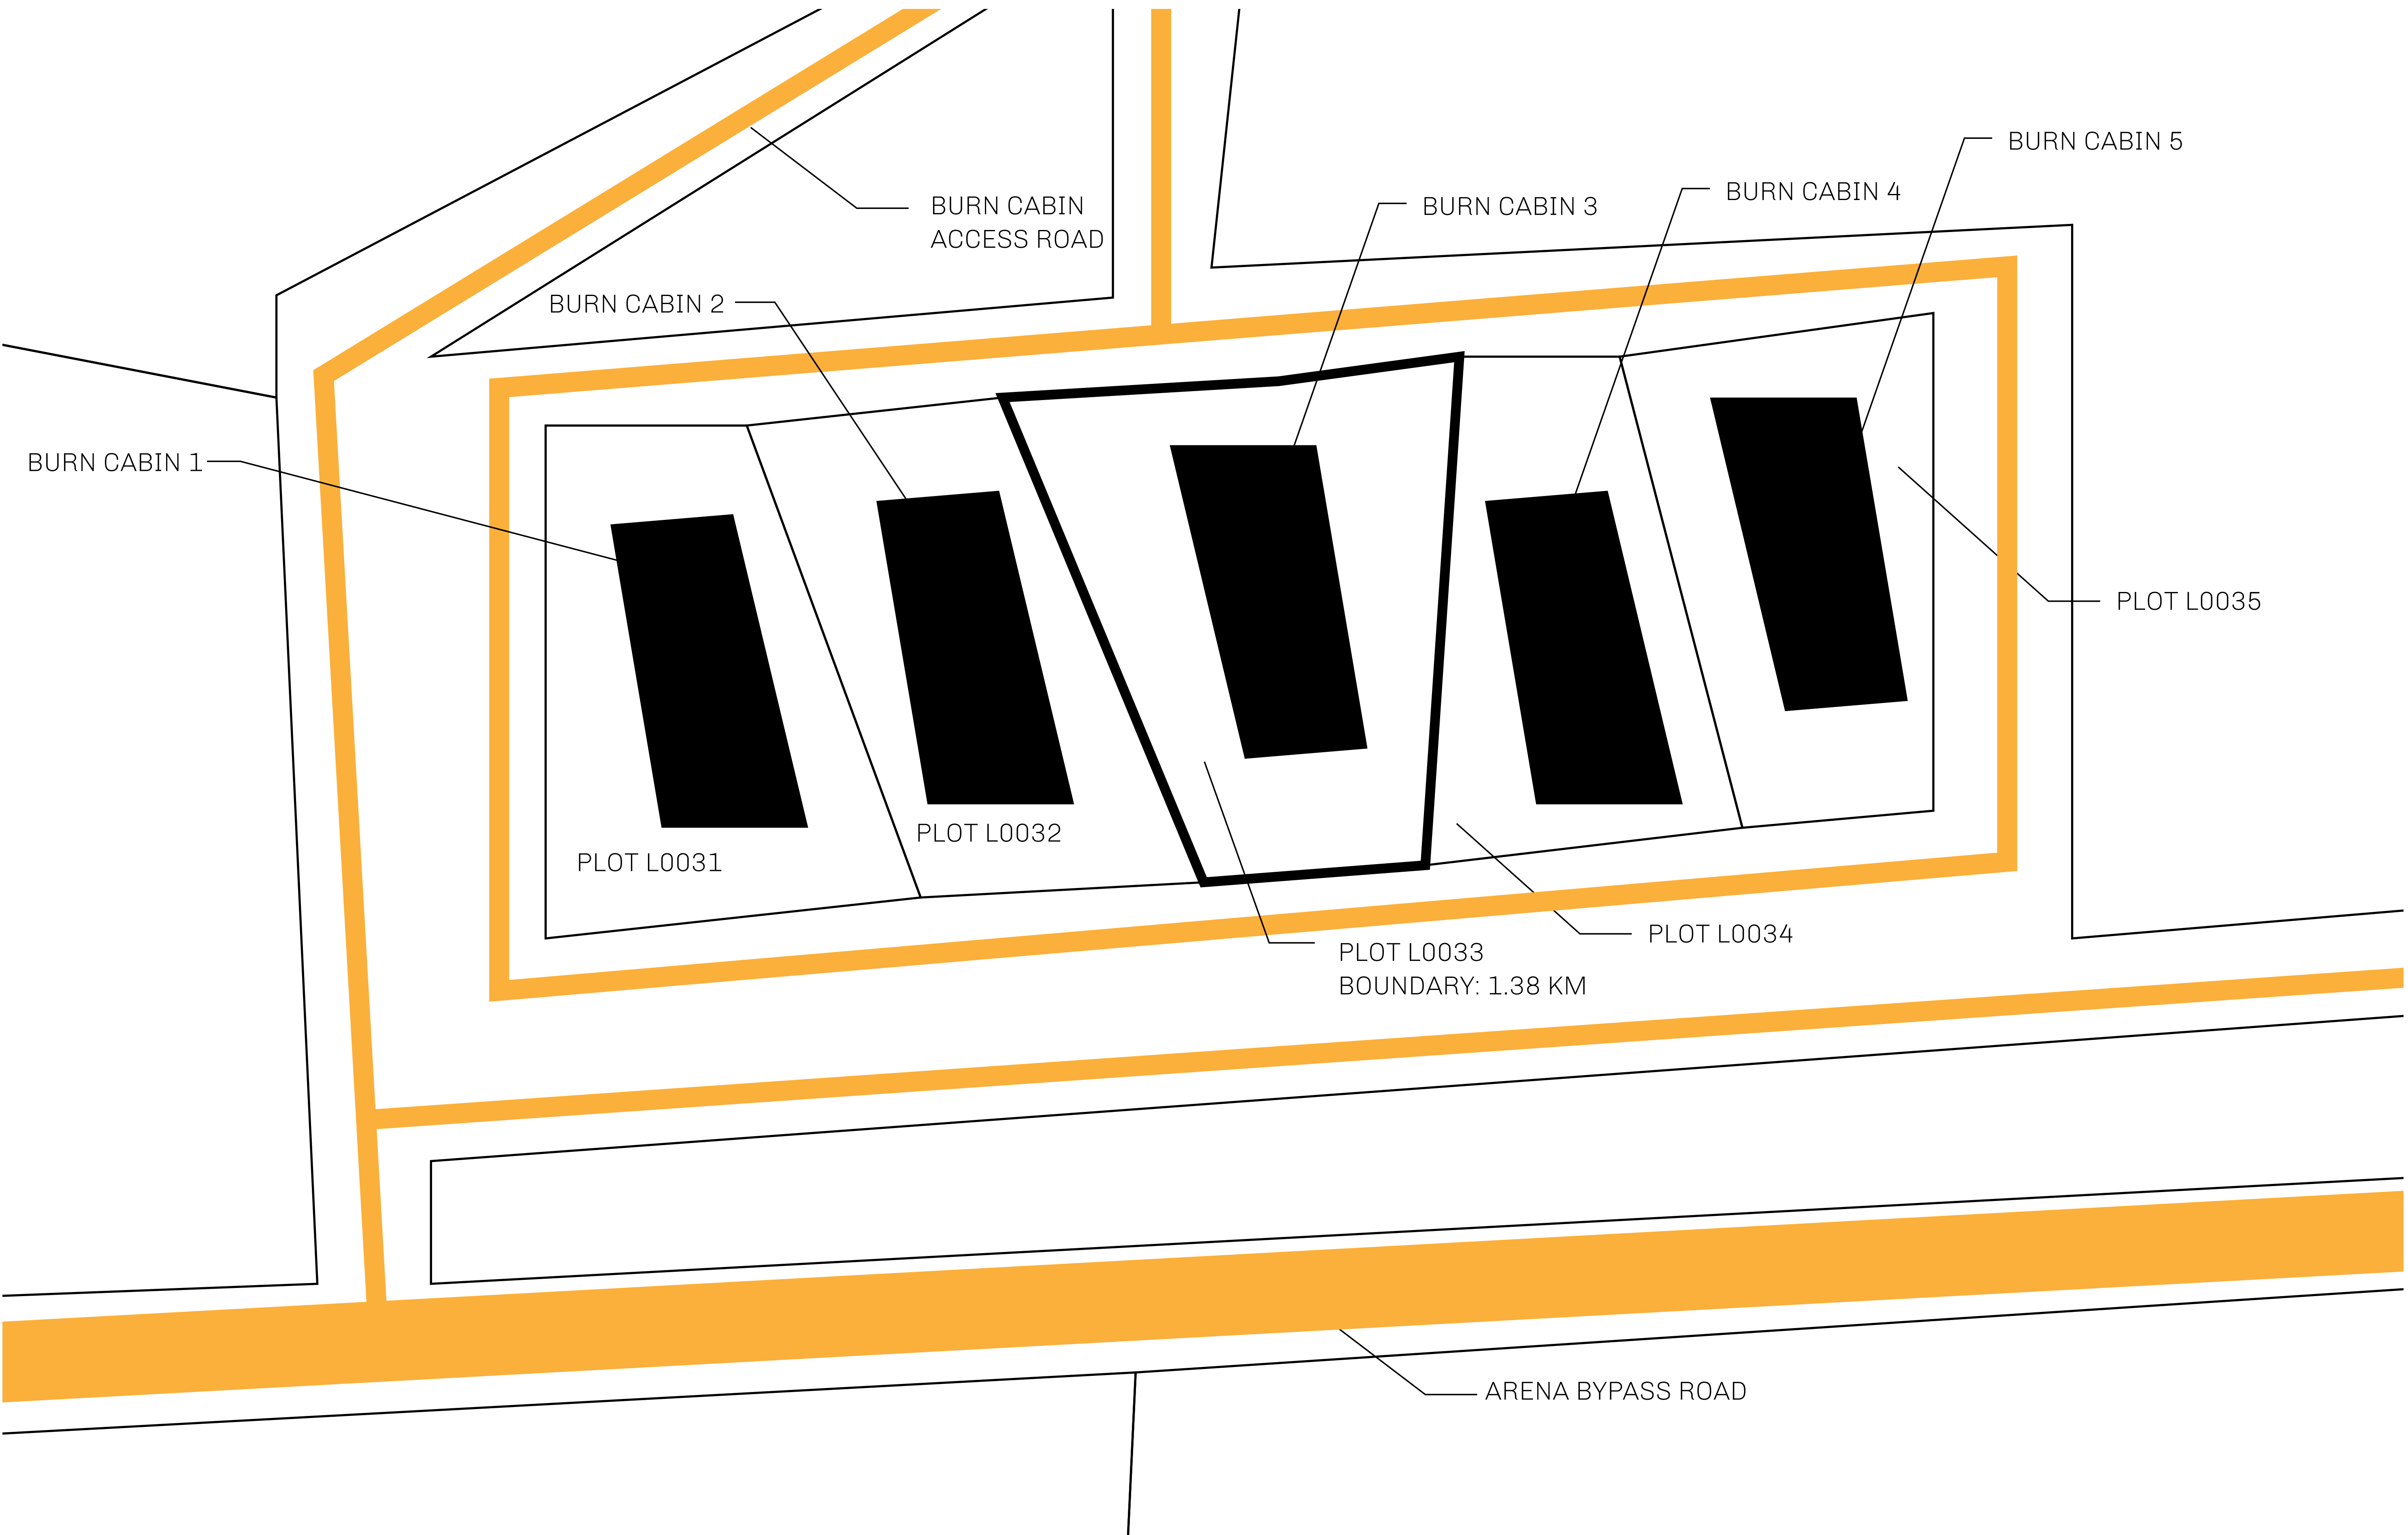 BURN CABIN 5
BURN CABIN 4
BURN CABIN 3
BURN CABIN
ACCESS ROAD
BURN CABIN 2
BURN CABIN 1
PLOT L0035
PLOT L0032
PLOT L0031
PLOT L0034
PLOT L0033
BOUNDARY: 1.38 KM
ARENA BYPASS ROAD